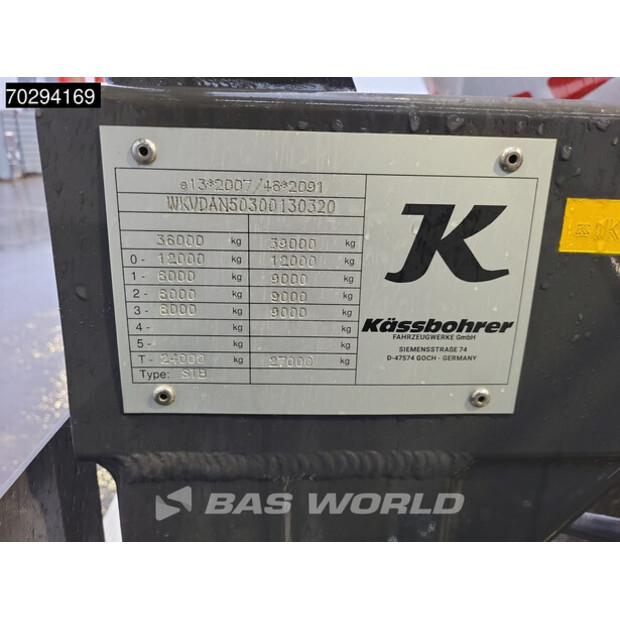 70294169
e13*2007/46*2091
WKVDAN50300130320
36000 kg 39000 kg
0 - 12000 kg 12000 kg
1 - 8000 kg 9000 kg
2 - 8000 kg 9000 kg
3 - 8000 kg 9000 kg
4 - kg kg
5 - kg kg
T - 24000 kg 27000 kg
Type: S1B
K
Kässbohrer
FAHRZEUGWERKE GmbH
SIEMENSSTRAẞE 74
D-47574 GOCH - GERMANY
BAS WORLD